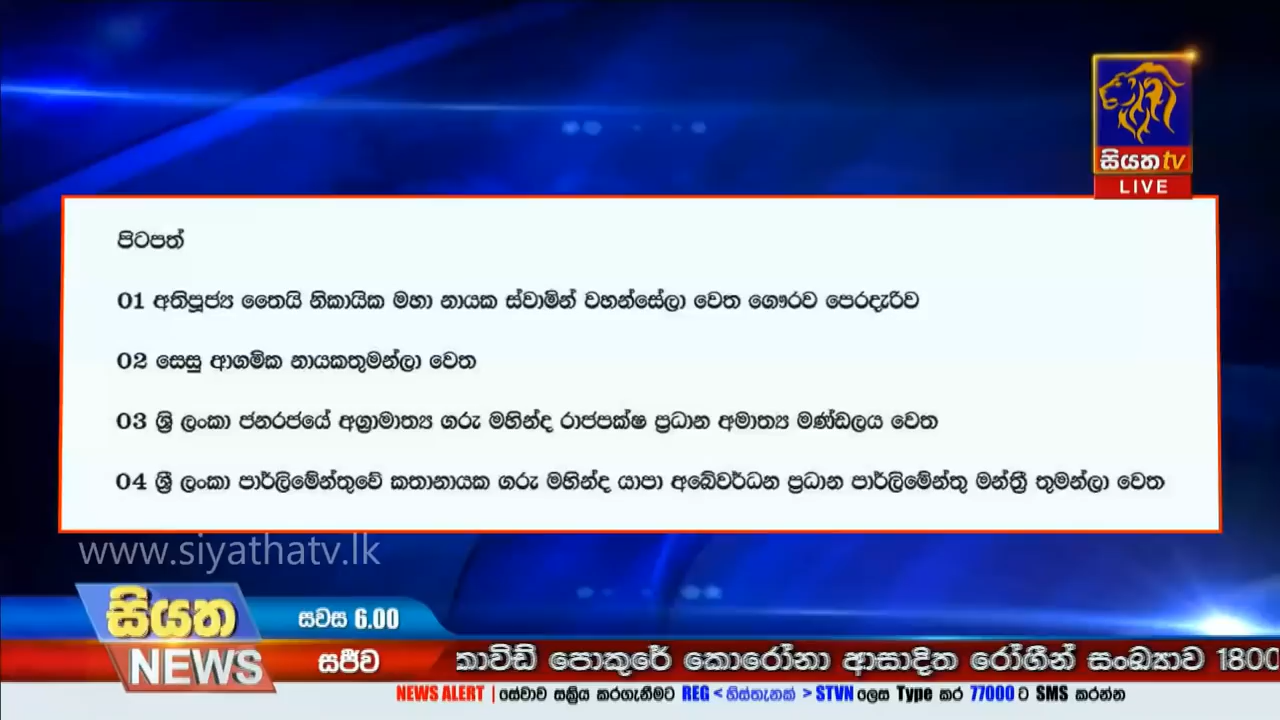 සියත tv
LIVE
පිටපත්
01 අතිපූජ්‍ය තෛයි නිකායික මහා නායක ස්වාමින් වහන්සේලා වෙත ගෞරව පෙරදැරිව
02 සෙසු ආගමික නායකතුමන්ලා වෙත
03 ශ්‍රි ලංකා ජනරජයේ අග්‍රාමාත්‍ය ගරු මහින්ද රාජපක්ෂ ප්‍රධාන අමාත්‍ය මණ්ඩලය වෙත
04 ශ්‍රී ලංකා පාර්ලිමේන්තුවේ කතානායක ගරු මහින්ද යාපා අබේවර්ධන ප්‍රධාන පාර්ලිමේන්තු මන්ත්‍රී තුමන්ලා වෙත
www.siyathatv.lk
සියත
NEWS
සවස 6.00
සජීව
කාවිඩ් පොකුරේ කොරෝනා ආසාදිත රෝගීන් සංඛ්‍යාව 1800
NEWS ALERT | සේවාව සක්‍රිය කරගැනීමට REG < හිස්තැනක් > STVN ලෙස Type කර 77000 ට SMS කරන්න